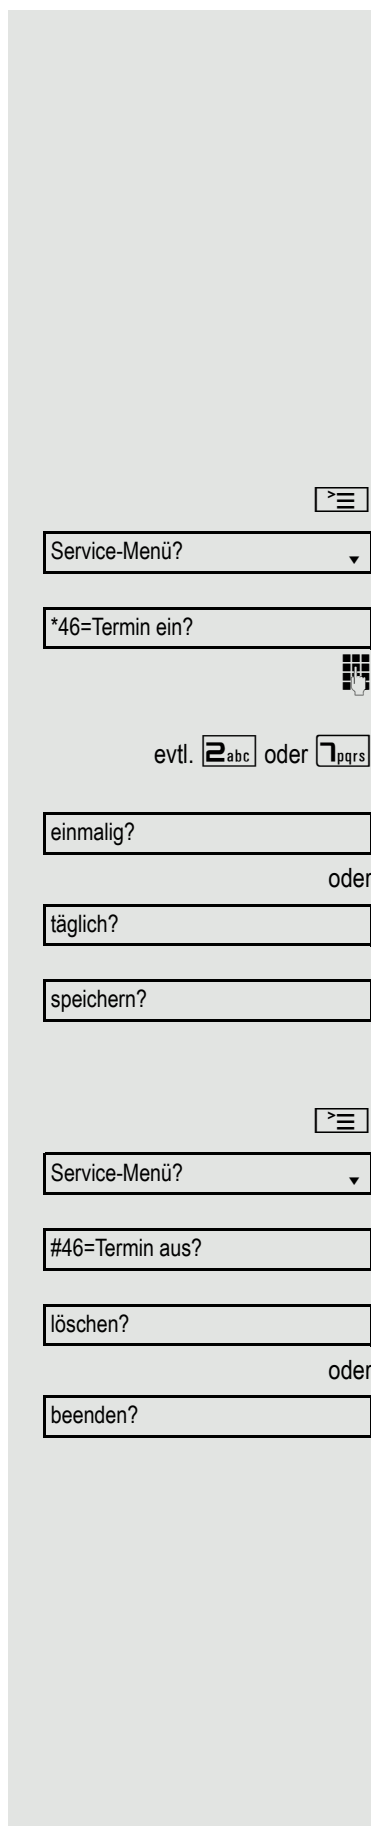 Service-Menü?
*46=Termin ein?
evtl. 2abc oder 7pqrs
einmalig?
oder
täglich?
speichern?
Service-Menü?
#46=Termin aus?
löschen?
oder
beenden?